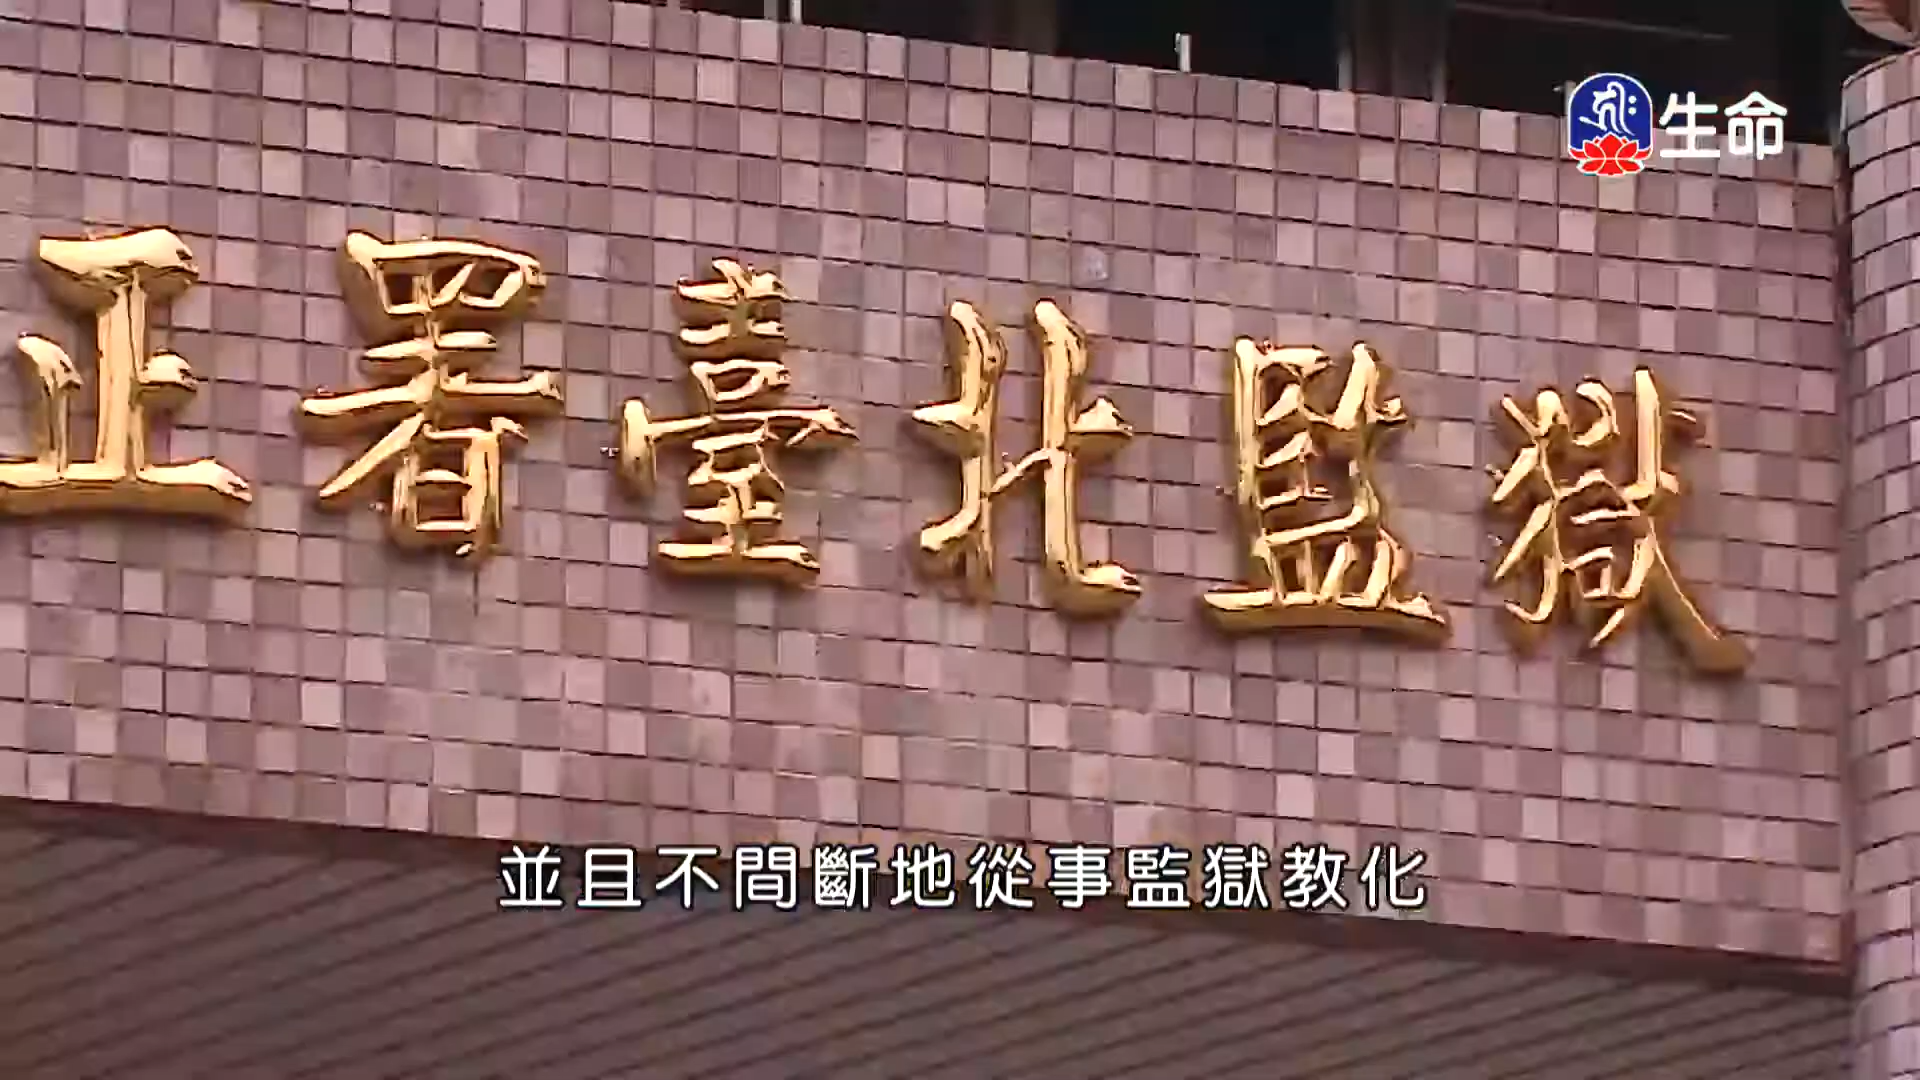 生命
正署臺北監獄
並且不間斷地從事監獄教化